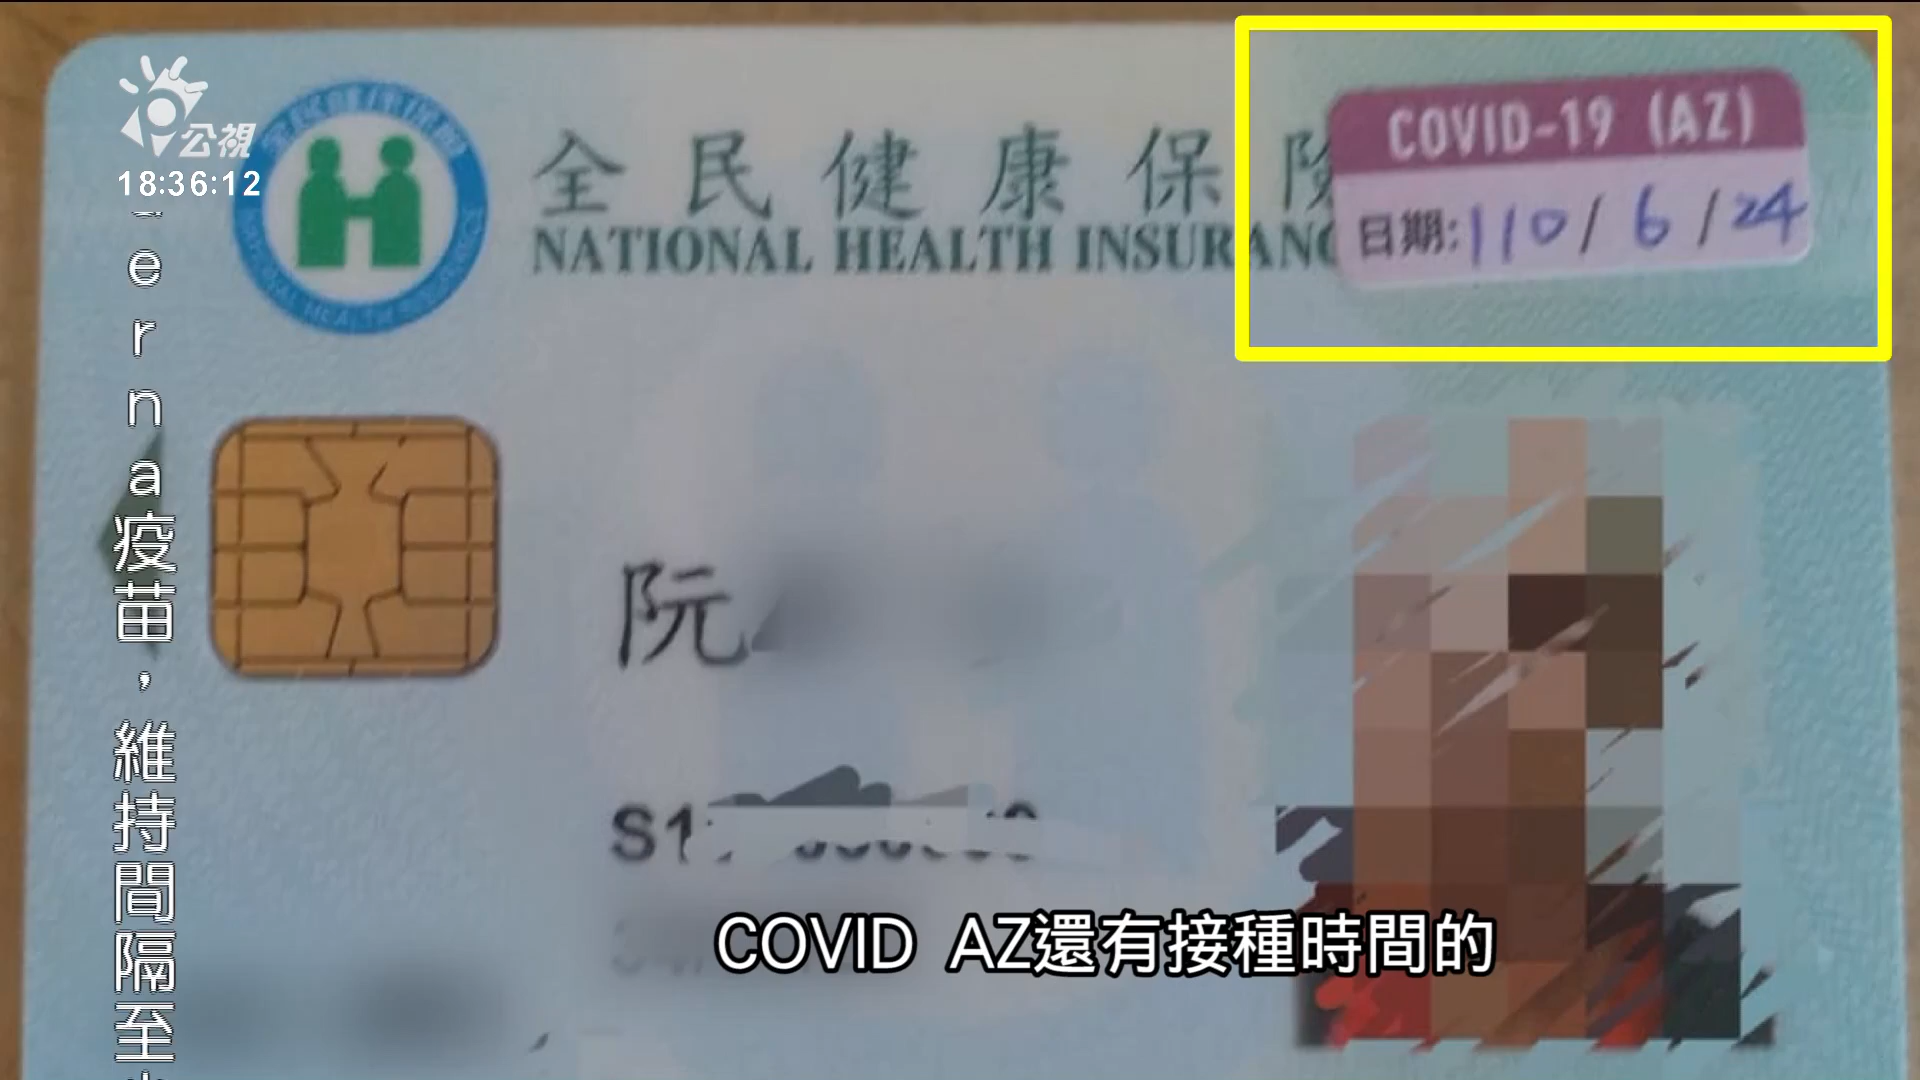 公視
18:36:12
全民健康保險
NATIONAL HEALTH INSURANC
COVID-19 (AZ)
日期:110/6/24
erna疫苗，維持間隔至
阮
S1
COVID AZ還有接種時間的